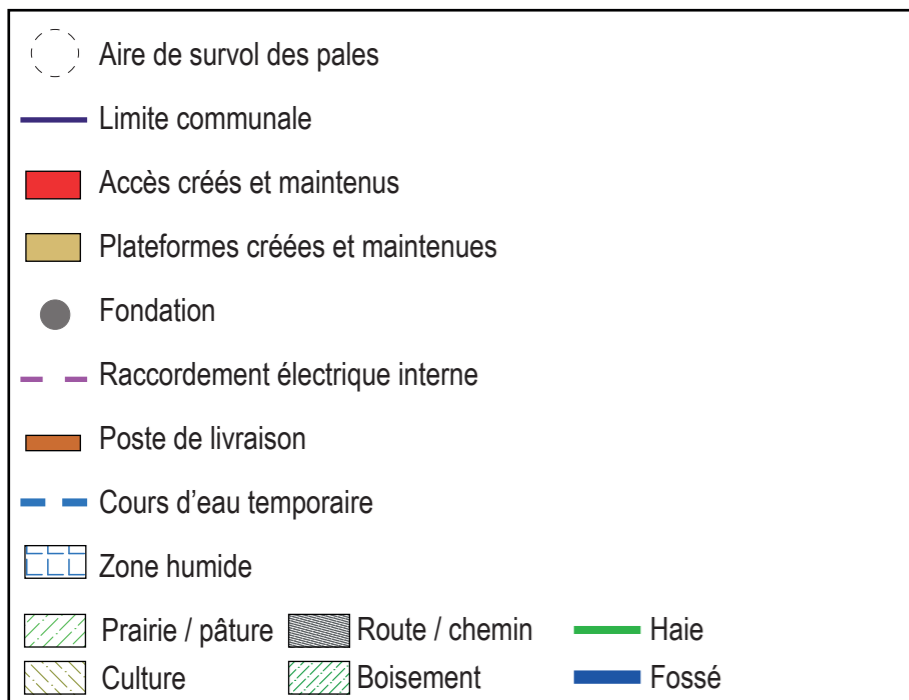 Aire de survol des pales
Limite communale
Accès créés et maintenus
Plateformes créées et maintenues
Fondation
Raccordement électrique interne
Poste de livraison
Cours d'eau temporaire
Zone humide
Prairie / pâture Route / chemin Haie
Culture Boisement Fossé